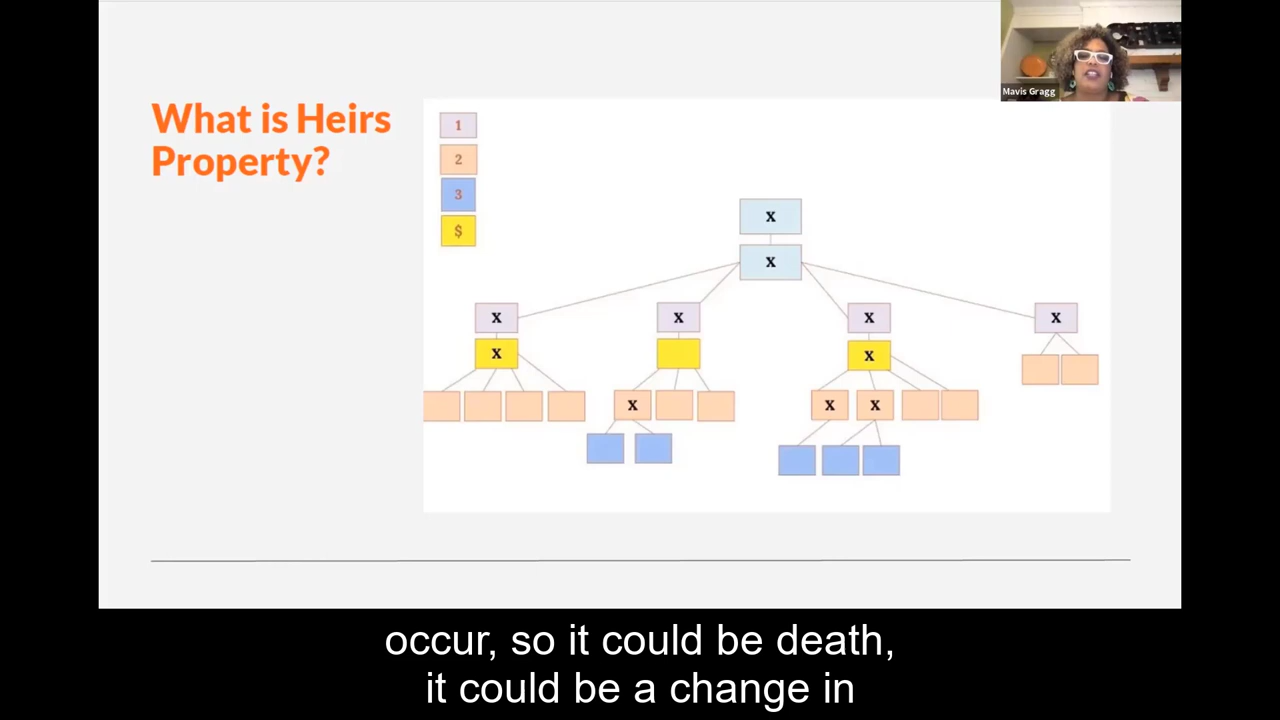 Mavis Gragg
What is Heirs
Property?
1
2
3
$
X
X
X
X
X
X
X
X
X
X
X
occur, so it could be death,
it could be a change in